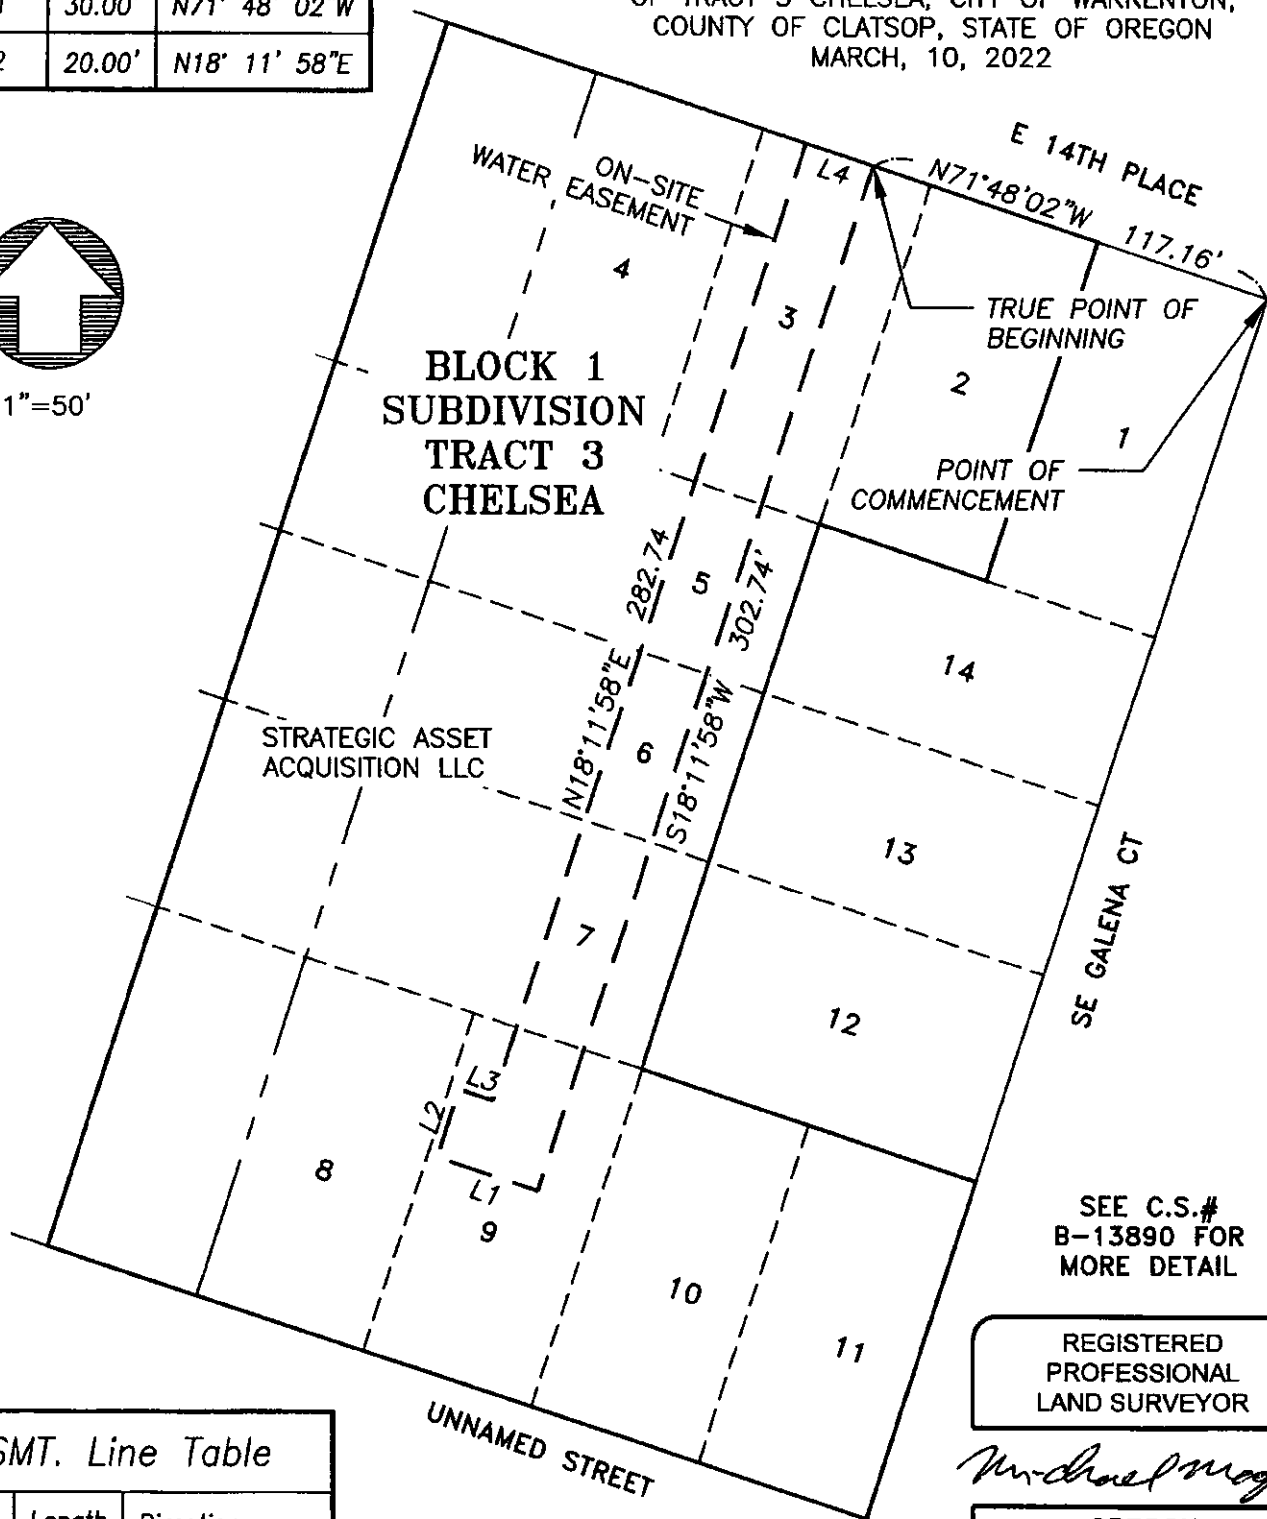 30.00' N71° 48' 02"W
2 20.00' N18° 11' 58"E
COUNTY OF CLATSOP, STATE OF OREGON
MARCH, 10, 2022
E 14TH PLACE
N71°48'02"W 117.16'
L4
ON-SITE
WATER EASEMENT
4
3
TRUE POINT OF
BEGINNING
1"=50'
BLOCK 1
SUBDIVISION
TRACT 3
CHELSEA
2
1
POINT OF
COMMENCEMENT
282.74
N18°11'58"E
5
302.74'
S18°11'58"W
14
STRATEGIC ASSET
ACQUISITION LLC
6
13
SE GALENA CT
7
12
L3
L2
L1
8
9
10
11
SEE C.S.#
B-13890 FOR
MORE DETAIL
UNNAMED STREET
REGISTERED
PROFESSIONAL
LAND SURVEYOR
SMT. Line Table
Length Direction